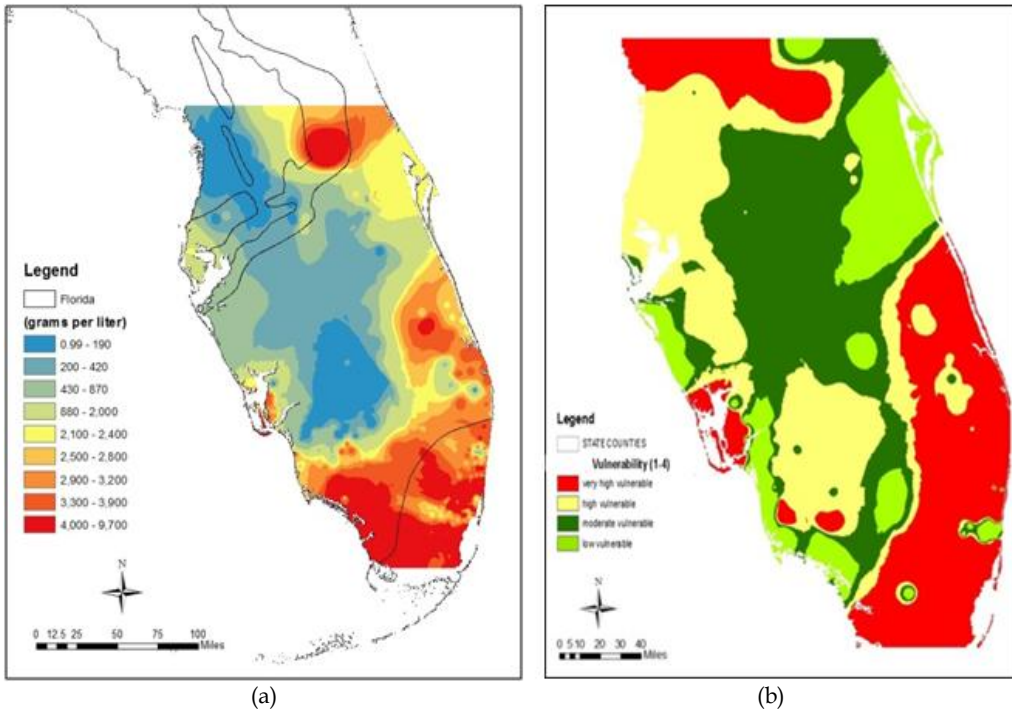 Legend
Florida
(grams per liter)
0.99 - 190
200 - 420
430 - 870
880 - 2,000
2,100 - 2,400
2,500 - 2,800
2,900 - 3,200
3,300 - 3,900
4,000 - 9,700
N
0 12.5 25 50 75 100
Miles
(a)
Legend
STATE COUNTIES
Vulnerability (1-4)
very high vulnerable
high vulnerable
moderate vulnerable
low vulnerable
N
0 5 10 20 30 40
Miles
(b)